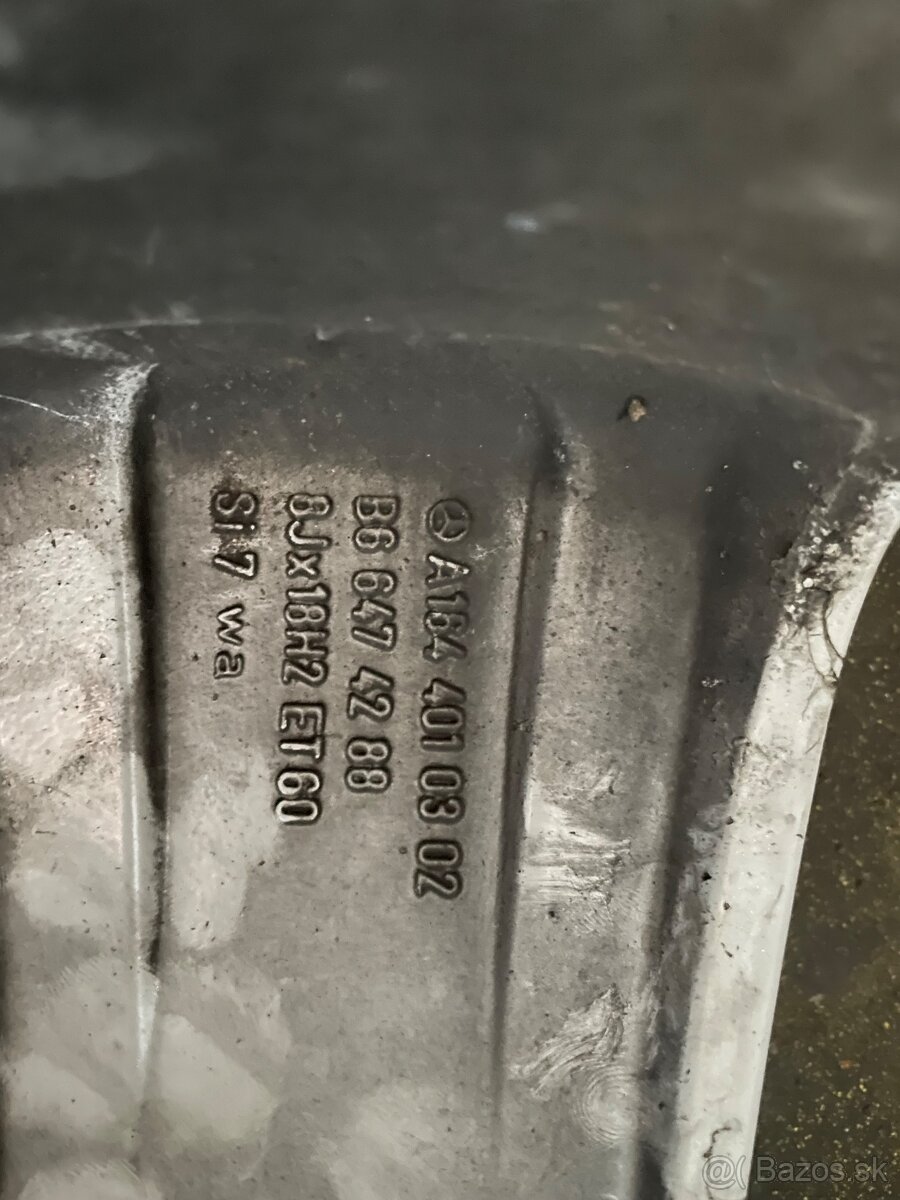 A164 401 03 02
B6 647 42 88
8Jx18H2 ET60
Si7 wa
@( Bazos.sk